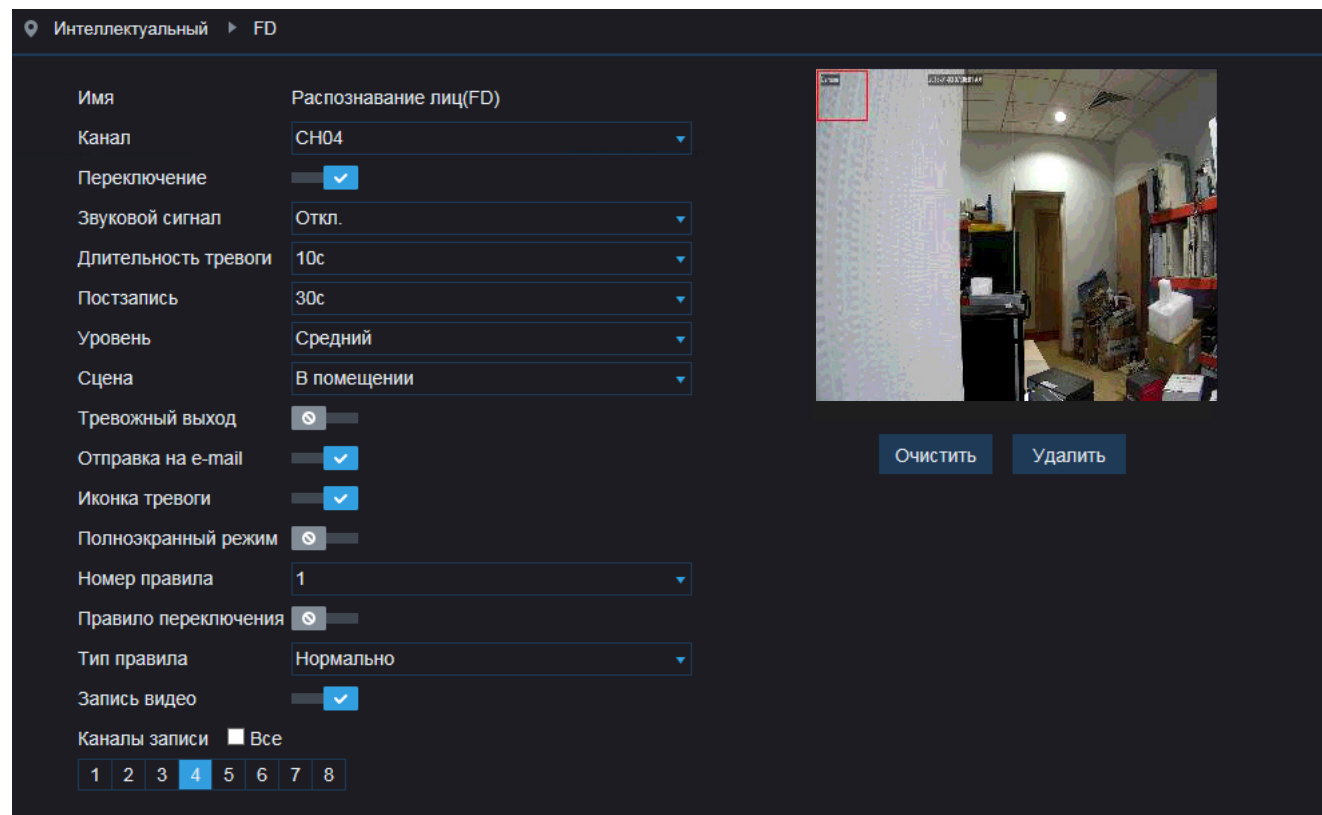 Интеллектуальный FD
Имя Распознавание лиц(FD)
Канал CH04
Переключение
Звуковой сигнал Откл.
Длительность тревоги 10с
Постзапись 30с
Уровень Средний
Сцена В помещении
Тревожный выход
Отправка на e-mail
Иконка тревоги
Полноэкранный режим
Номер правила 1
Правило переключения
Тип правила Нормально
Запись видео
Каналы записи Все
1 2 3 4 5 6 7 8
Очистить Удалить